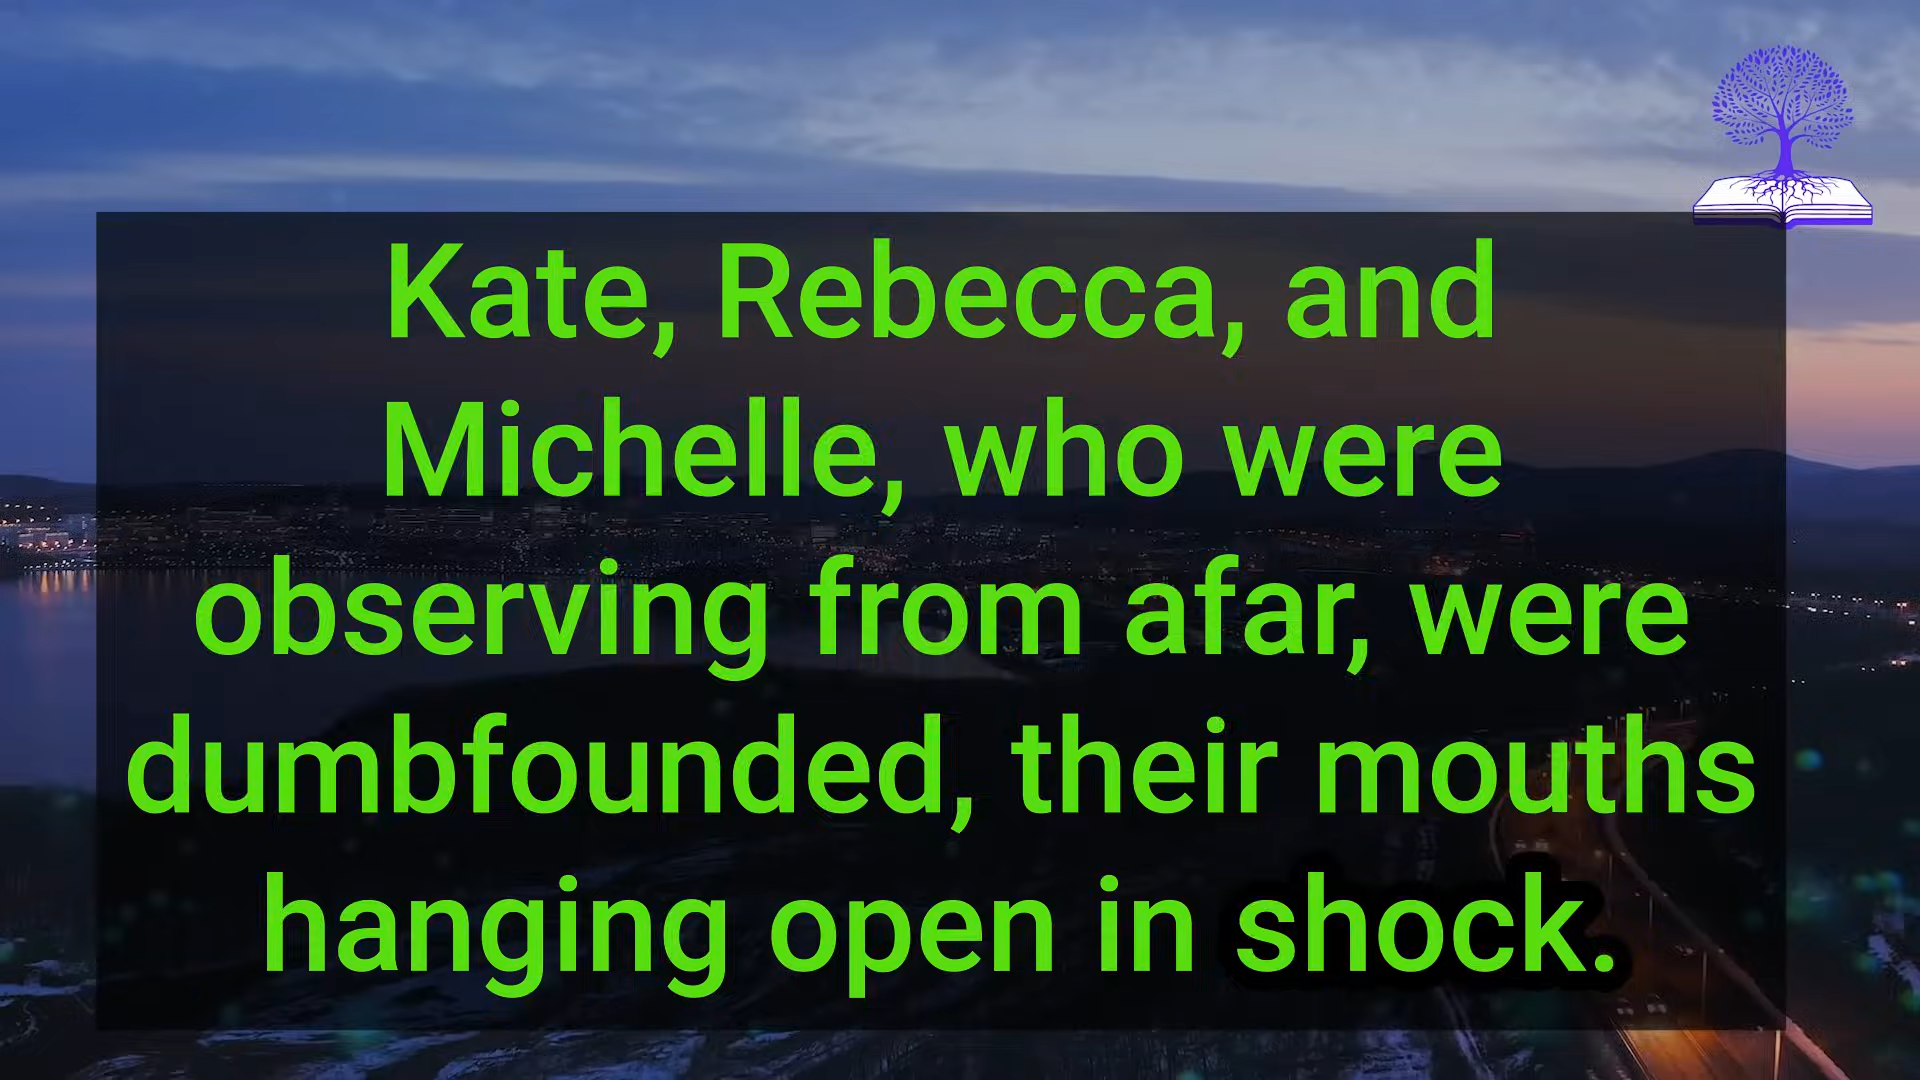 Kate, Rebecca, and
Michelle, who were
observing from afar, were
dumbfounded, their mouths
hanging open in shock.